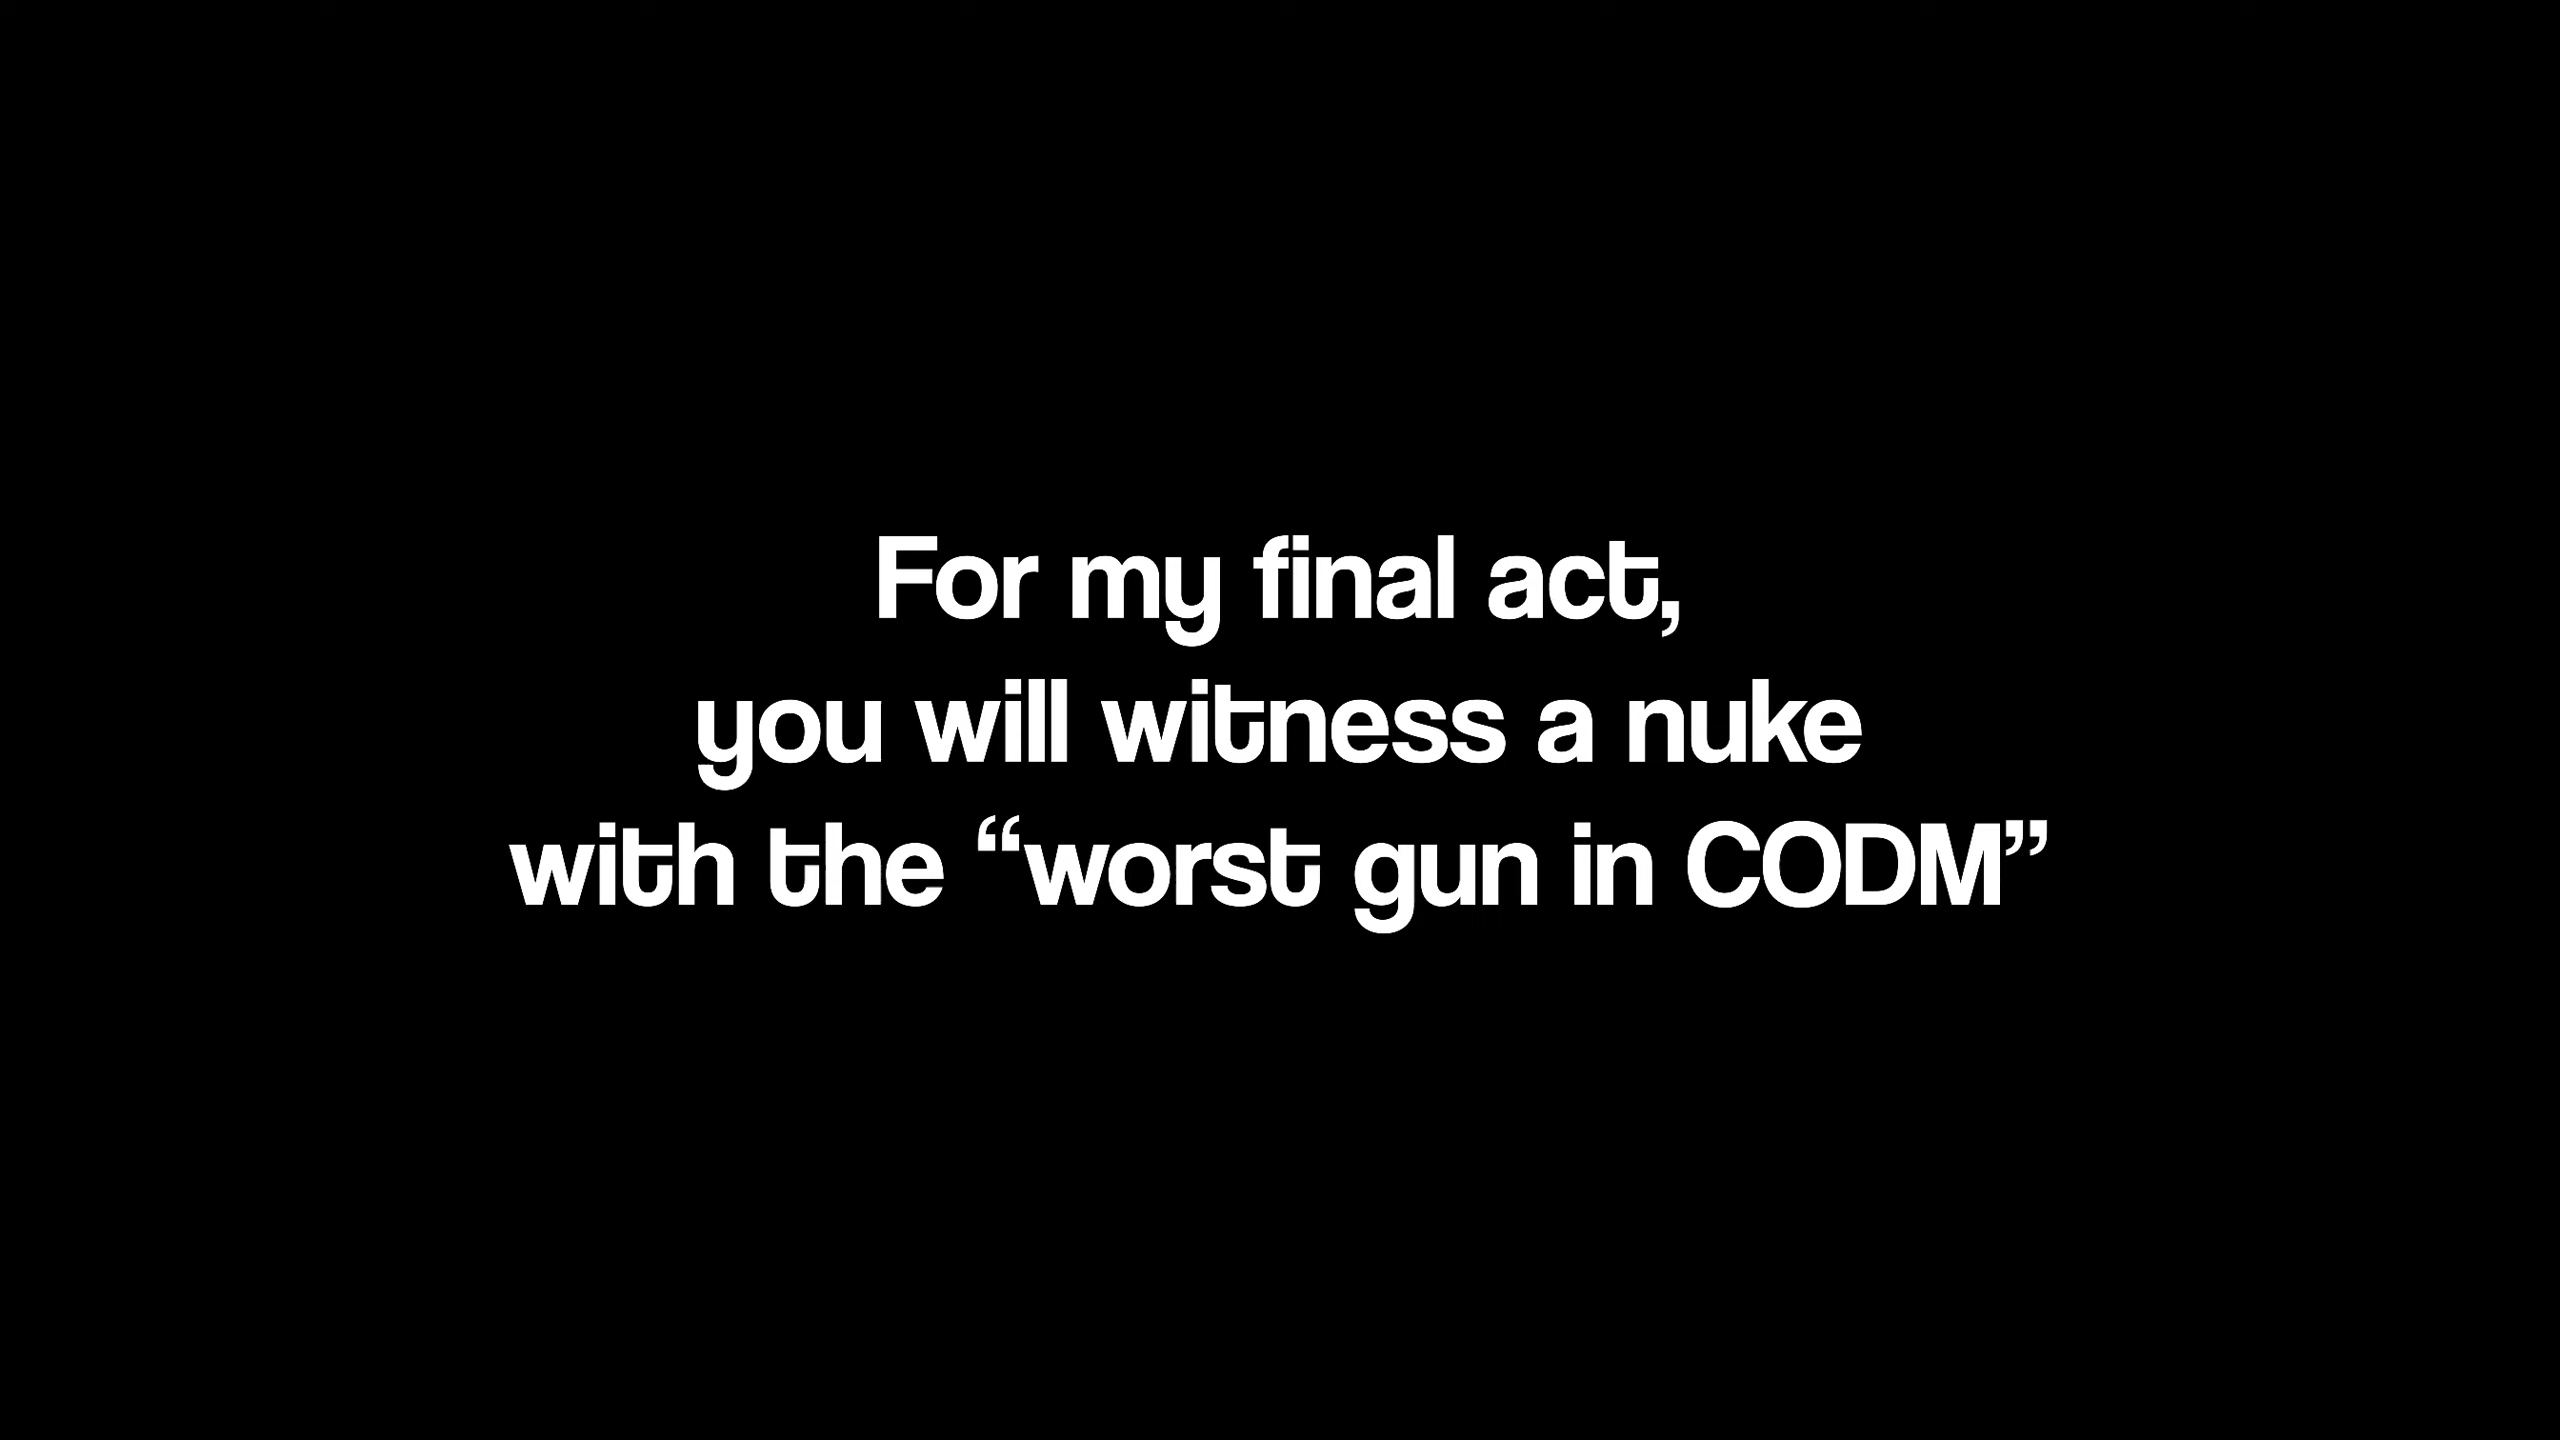 For my final act,
you will witness a nuke
with the “worst gun in CODM”